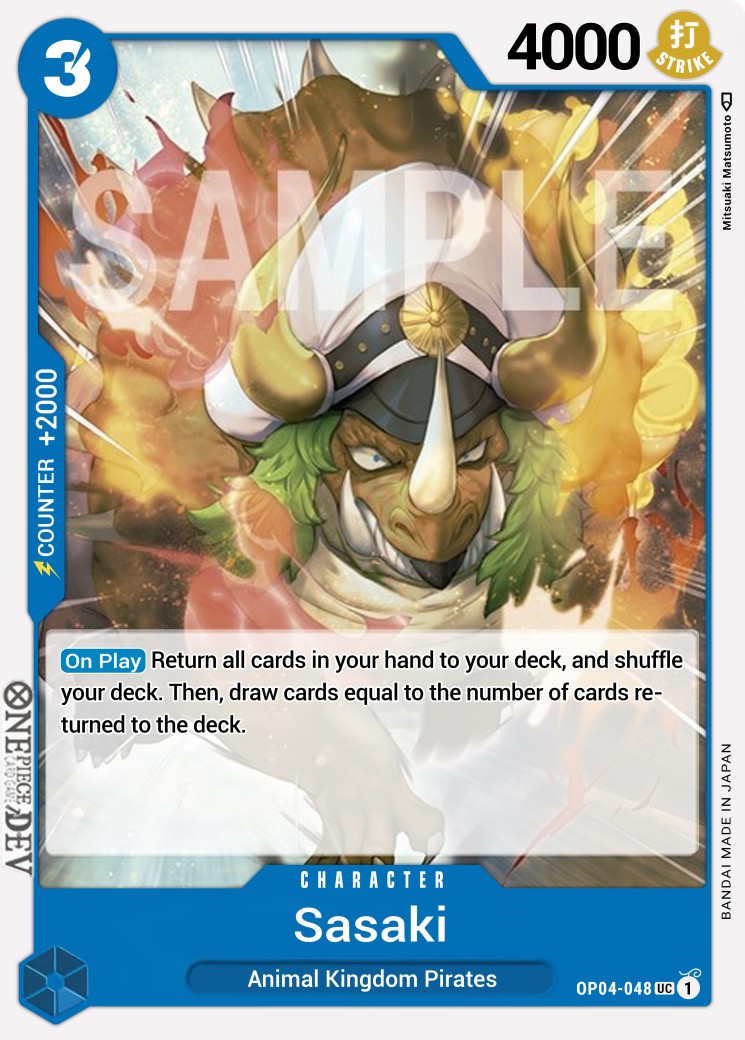 3
4000
打
STRIKE
Mitsuaki Matsumoto
SAMPLE
COUNTER +2000
On Play Return all cards in your hand to your deck, and shuffle
your deck. Then, draw cards equal to the number of cards re-
turned to the deck.
ONE PIECE
CARD GAME
DEV
BANDAI MADE IN JAPAN
CHARACTER
Sasaki
Animal Kingdom Pirates
OP04-048 UC 1